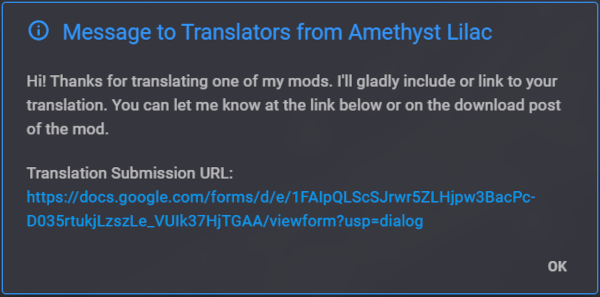 Message to Translators from Amethyst Lilac
Hi! Thanks for translating one of my mods. I'll gladly include or link to your
translation. You can let me know at the link below or on the download post
of the mod.
Translation Submission URL:
https://docs.google.com/forms/d/e/1FAIpQLScSJrwr5ZLHjpw3BacPc-
D035rtukjLzszLe_VUIk37HjTGAA/viewform?usp=dialog
OK